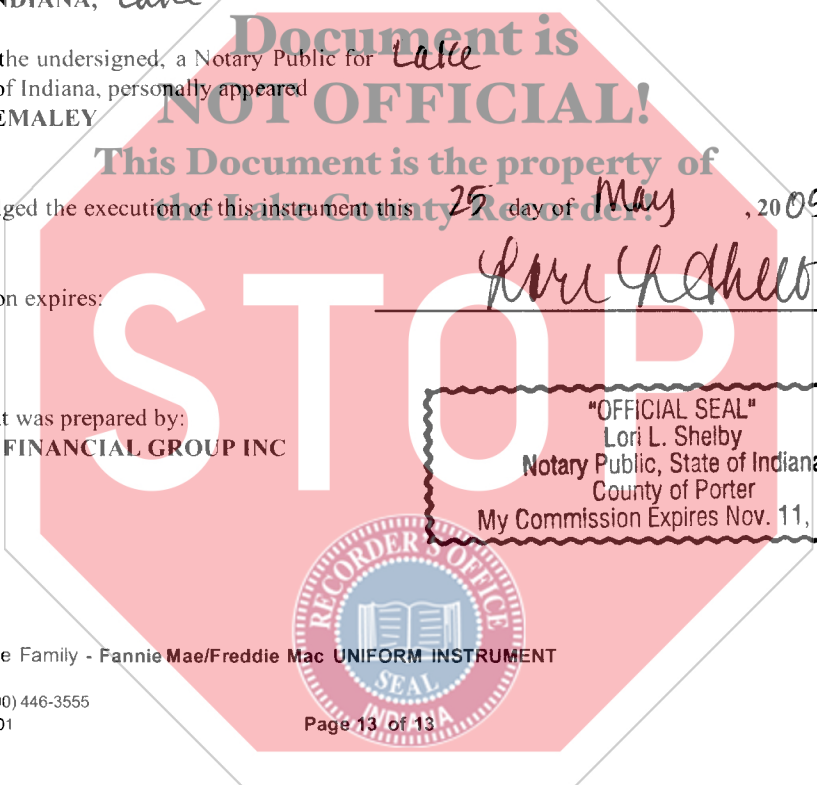 NDIANA, Lake
Document is
the undersigned, a Notary Public for Lake
of Indiana, personally appeared
NOT OFFICIAL!
EMALEY
This Document is the property of
ged the execution of this instrument this 25 day of May , 2009
the Lake County Recorder!
on expires:
STOP
t was prepared by:
FINANCIAL GROUP INC
"OFFICIAL SEAL"
Lori L. Shelby
Notary Public, State of Indiana
County of Porter
My Commission Expires Nov. 11,
RECORDER'S OFFICE
SEAL
INDIANA
e Family - Fannie Mae/Freddie Mac UNIFORM INSTRUMENT
00) 446-3555
01
Page 13 of 13